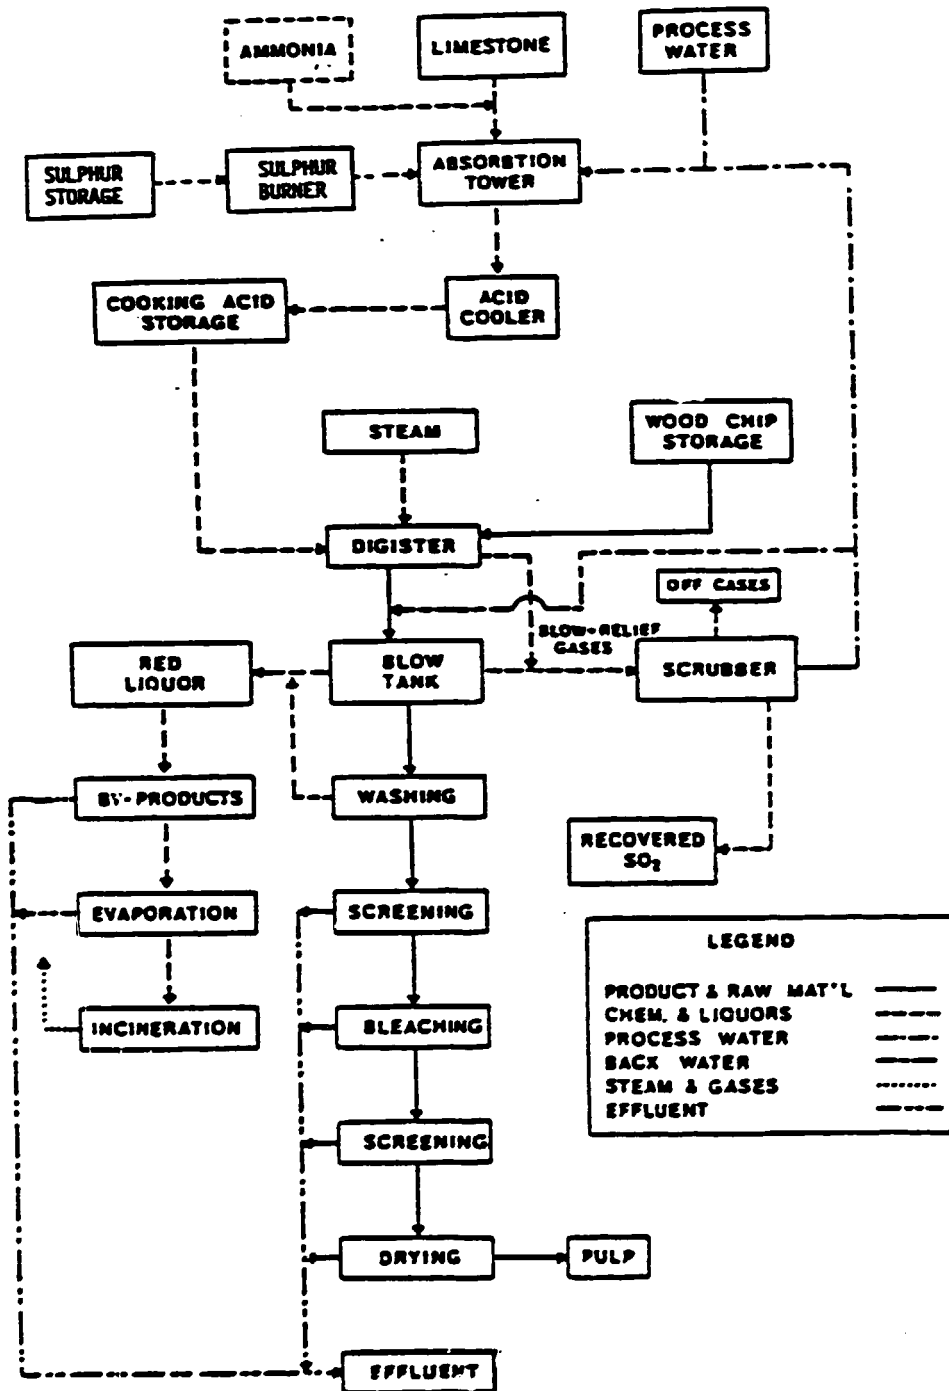 AMMONIA
LIMESTONE
PROCESS
WATER
SULPHUR
STORAGE
SULPHUR
BURNER
ABSORBTION
TOWER
COOKING ACID
STORAGE
ACID
COOLER
STEAM
WOOD CHIP
STORAGE
DIGISTER
OFF CASES
BLOW-RELIEF
GASES
RED
LIQUOR
BLOW
TANK
SCRUBBER
BY-PRODUCTS
WASHING
RECOVERED
SO₂
EVAPORATION
SCREENING
INCINERATION
BLEACHING
SCREENING
DRYING
PULP
EFFLUENT
LEGEND
PRODUCT & RAW MAT'L
CHEM. & LIQUORS
PROCESS WATER
BACK WATER
STEAM & GASES
EFFLUENT